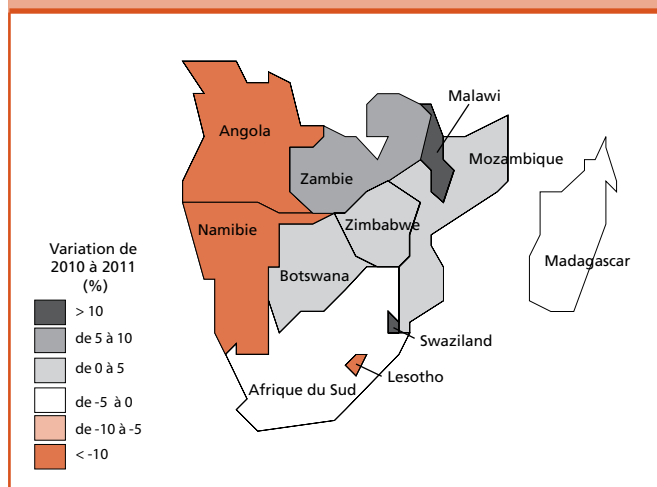 Malawi
Angola
Mozambique
Zambie
Namibie
Zimbabwe
Variation de
2010 à 2011
(%)
Botswana
Madagascar
> 10
de 5 à 10
Swaziland
de 0 à 5
Lesotho
Afrique du Sud
de -5 à 0
de -10 à -5
< -10